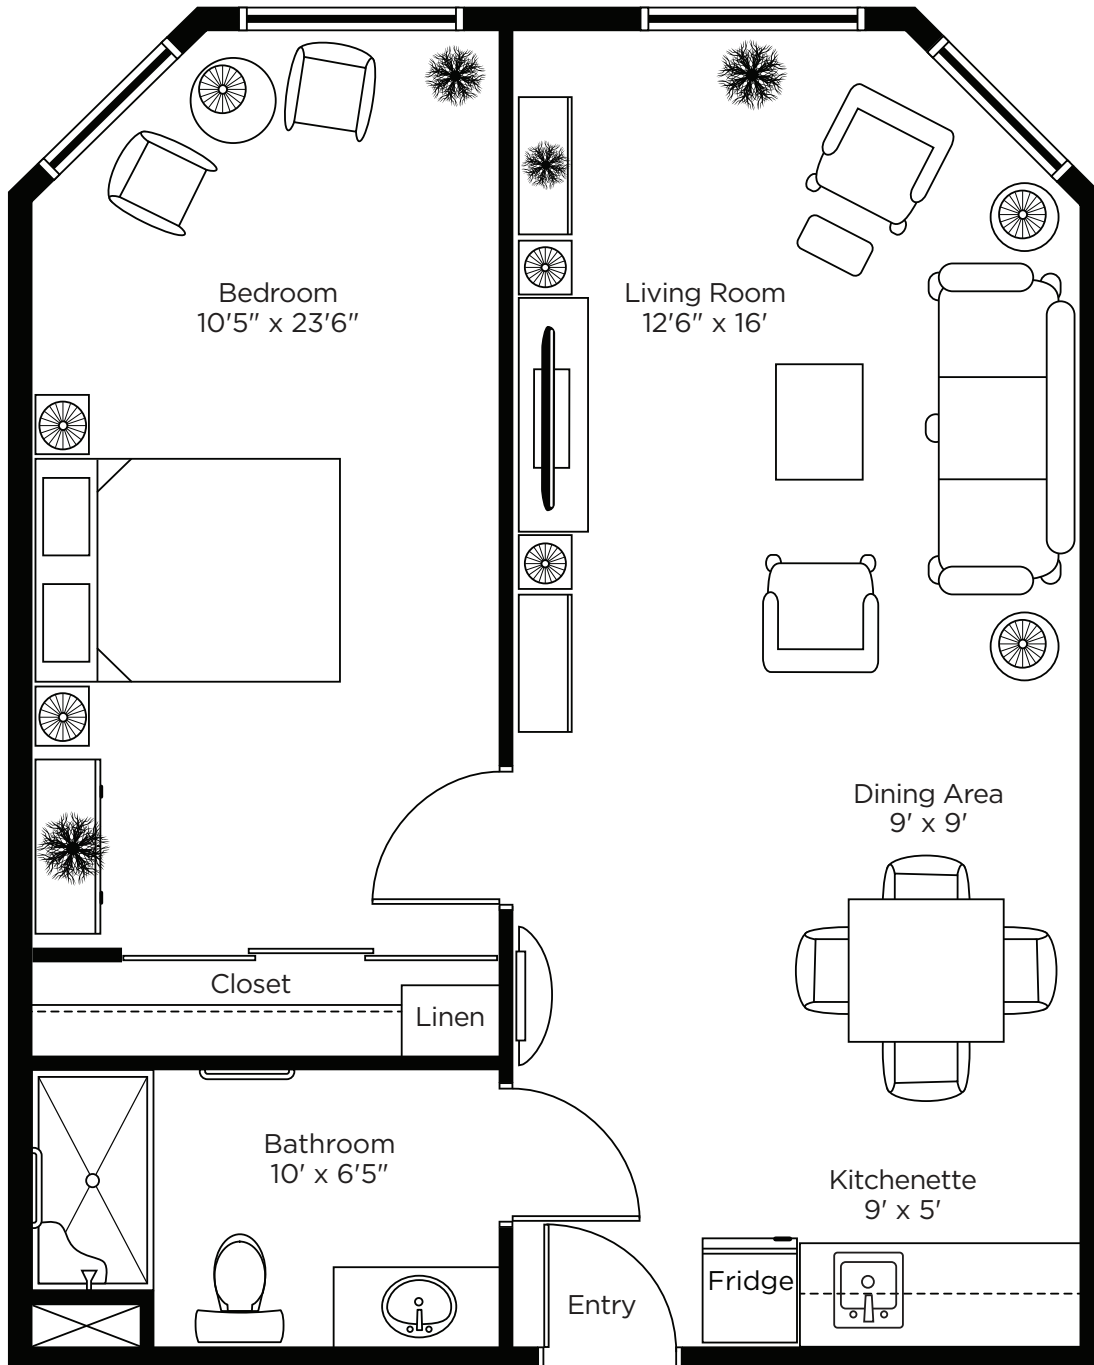 Bedroom
10'5" x 23'6"
Living Room
12'6" x 16'
Dining Area
9' x 9'
Closet
Linen
Bathroom
10' x 6'5"
Kitchenette
9' x 5'
Fridge
Entry